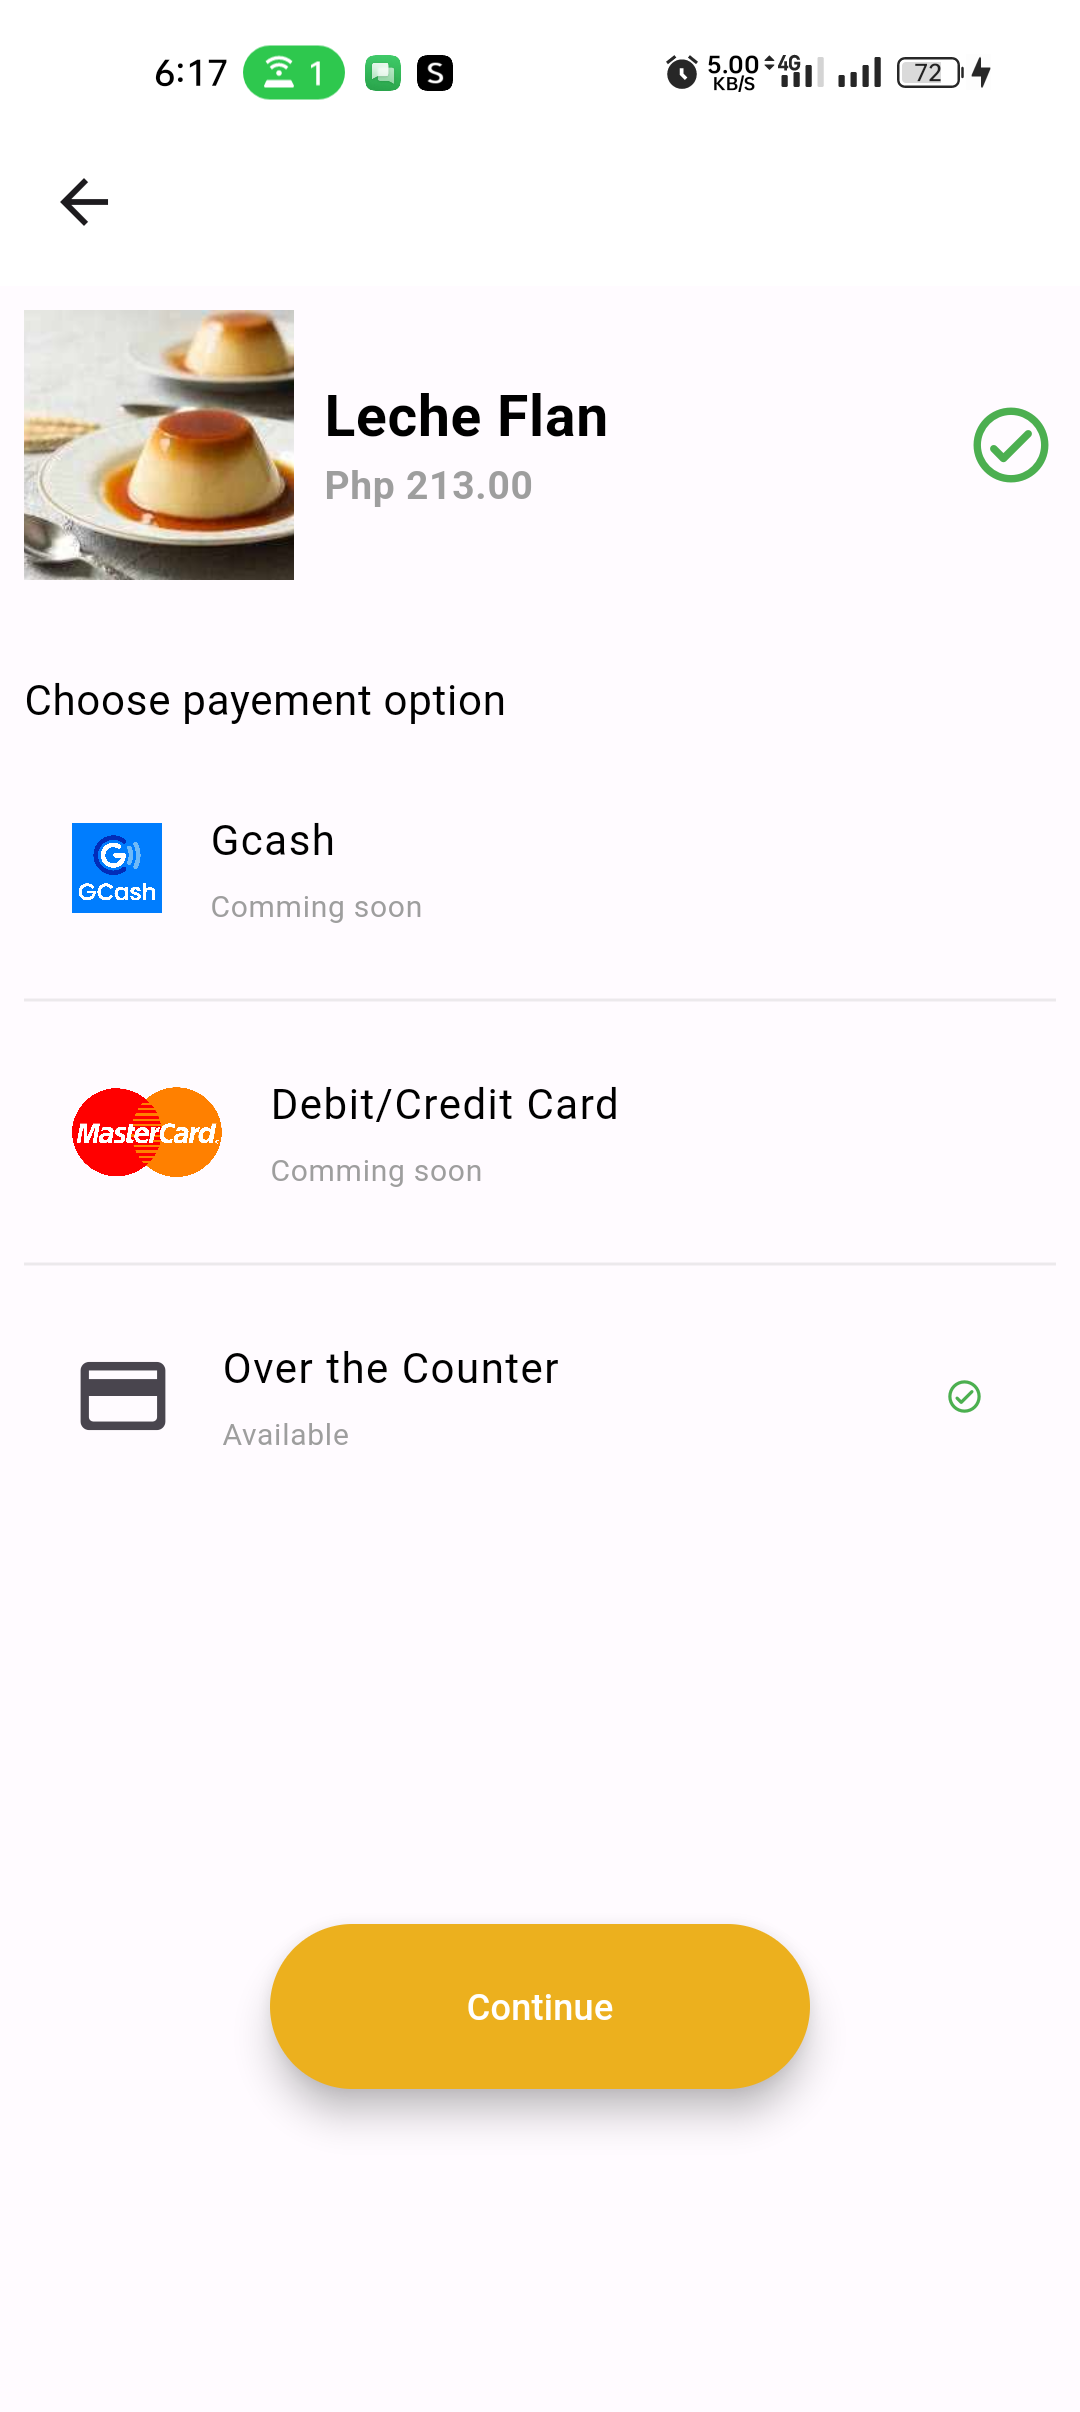 6:17 1 S 5.00 KB/S 4G 72
Leche Flan
Php 213.00
Choose payement option
GCash
Gcash
Comming soon
MasterCard
Debit/Credit Card
Comming soon
Over the Counter
Available
Continue